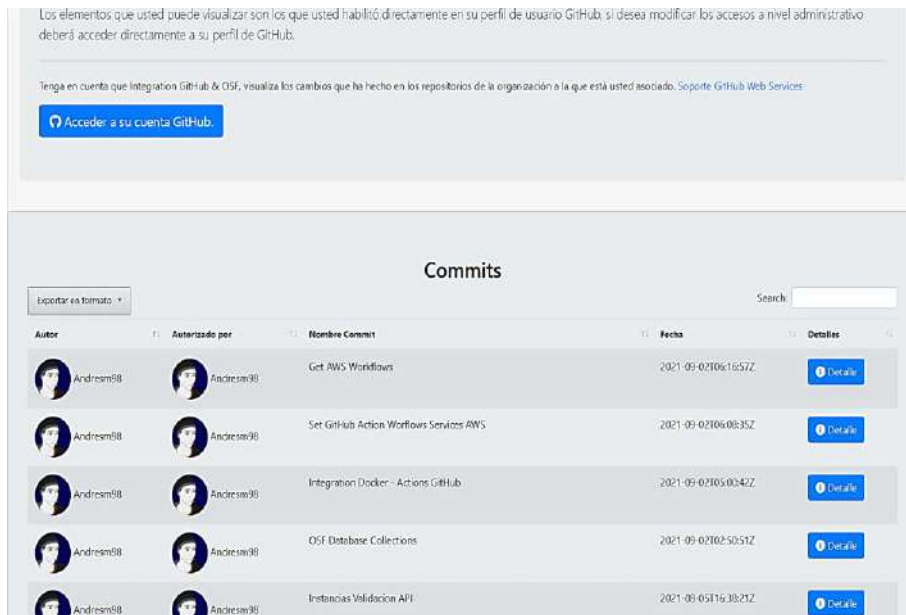 Los elementos que usted puede visualizar son los que usted habilitó directamente en su perfil de usuario GitHub, si desea modificar los accesos a nivel administrativo
deberá acceder directamente a su perfil de GitHub.
Tenga en cuenta que Integration GitHub & OSF, visualiza los cambios que ha hecho en los repositorios de la organización a la que está usted asociado. Soporte GitHub Web Services
Acceder a su cuenta GitHub.
Commits
Exportar en formato
Search:
Autor Autorizado por Nombre Commit Fecha Detalles
Andresm98 Andresm98 Get AWS Workflows 2021-09-02T06:16:57Z Detalle
Andresm98 Andresm98 Set GitHub Action Worflows Services AWS 2021-09-02T06:08:35Z Detalle
Andresm98 Andresm98 Integration Docker - Actions GitHub 2021-09-02T05:00:42Z Detalle
Andresm98 Andresm98 OSF Database Collections 2021-09-02T02:50:51Z Detalle
Andresm98 Andresm98 Instancias Validacion API Detalle